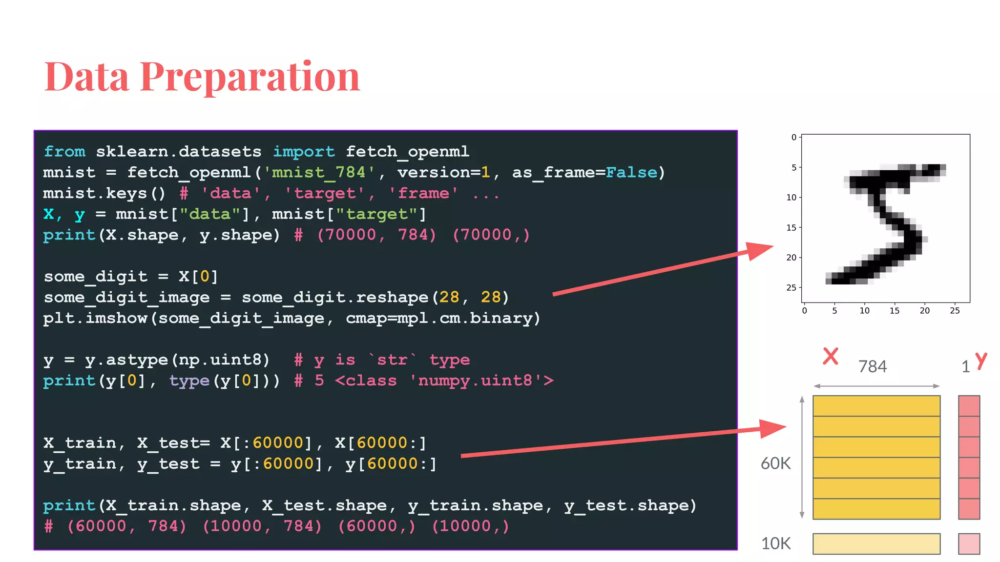 Data Preparation
from sklearn.datasets import fetch_openml
mnist = fetch_openml('mnist_784', version=1, as_frame=False)
mnist.keys() # 'data', 'target', 'frame' ...
X, y = mnist["data"], mnist["target"]
print(X.shape, y.shape) # (70000, 784) (70000,)
some_digit = X[0]
some_digit_image = some_digit.reshape(28, 28)
plt.imshow(some_digit_image, cmap=mpl.cm.binary)
y = y.astype(np.uint8)  # y is `str` type
print(y[0], type(y[0])) # 5 <class 'numpy.uint8'>
X_train, X_test= X[:60000], X[60000:]
y_train, y_test = y[:60000], y[60000:]
print(X_train.shape, X_test.shape, y_train.shape, y_test.shape)
# (60000, 784) (10000, 784) (60000,) (10000,)
0
5
10
15
20
25
0 5 10 15 20 25
X 784 1 y
60K
10K